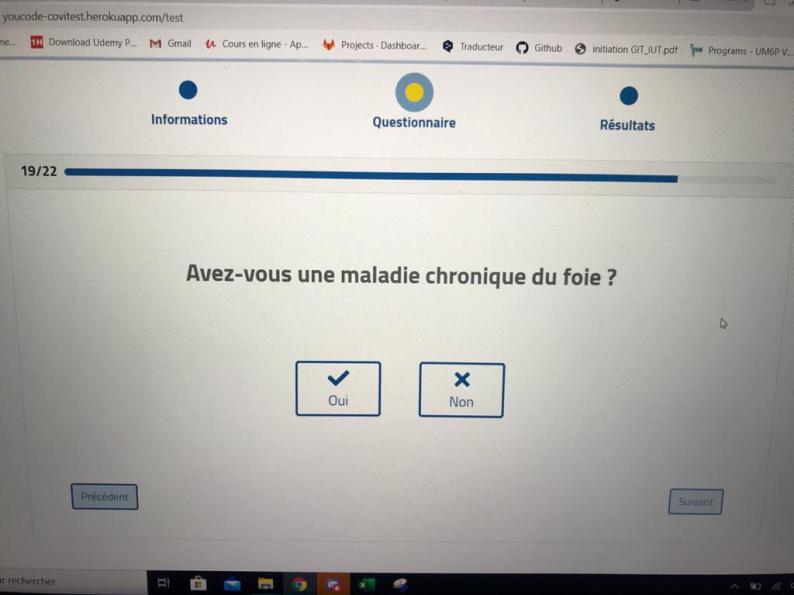 youcode-covitest.herokuapp.com/test
Download Udemy P... Gmail Cours en ligne - Ap... Projects · Dashboar... Traducteur Github initiation GIT_IUT.pdf Programs - UM6P V...
Informations Questionnaire Résultats
19/22
Avez-vous une maladie chronique du foie ?
Oui Non
Précédent Suivant
rechercher